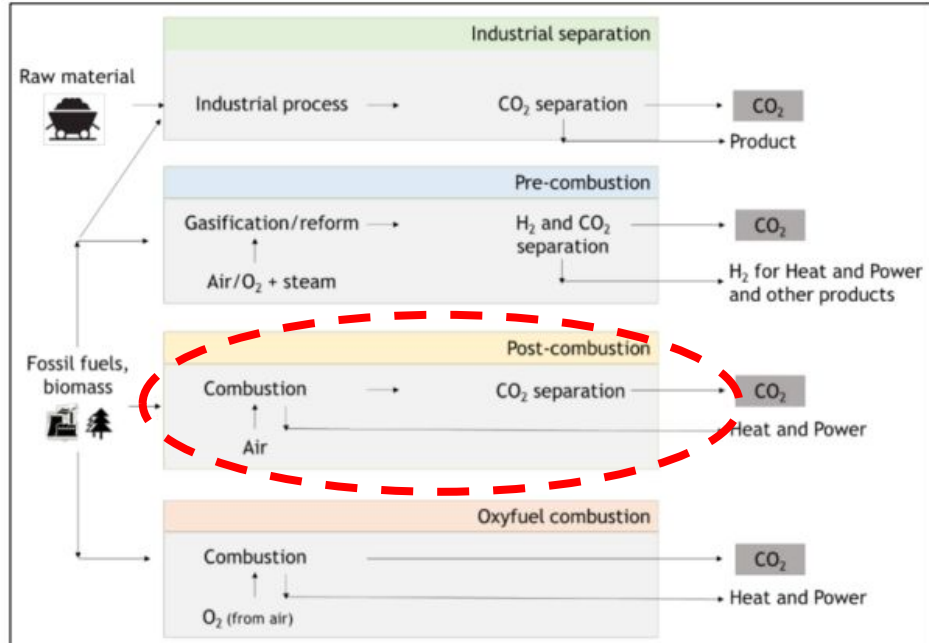 Industrial separation
Raw material
Industrial process
CO₂ separation
CO₂
Product
Pre-combustion
Gasification/reform
H₂ and CO₂
separation
CO₂
Air/O₂ + steam
H₂ for Heat and Power
and other products
Post-combustion
Fossil fuels,
biomass
Combustion
CO₂ separation
CO₂
Air
Heat and Power
Oxyfuel combustion
Combustion
CO₂
O₂ (from air)
Heat and Power